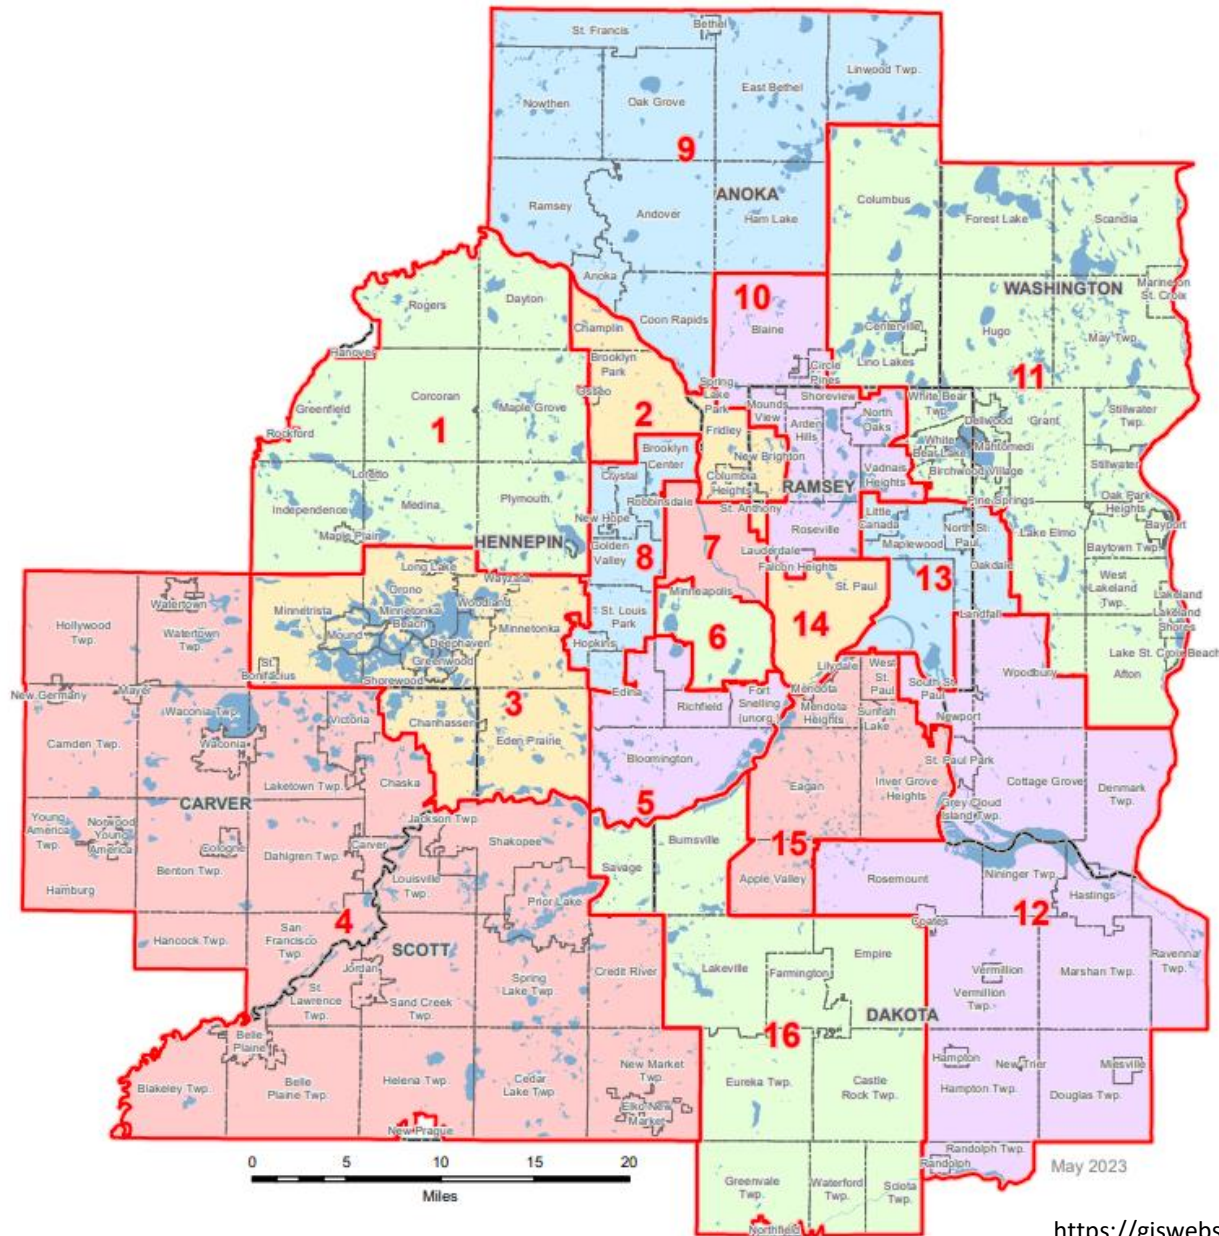 St. Francis
Bethel
Linwood Twp.
Nowthen
Oak Grove
East Bethel
9
ANOKA
Ramsey
Andover
Ham Lake
Columbus
Forest Lake
Scandia
Anoka
WASHINGTON
Marine on
St. Croix
Rogers
Dayton
10
Coon Rapids
Blaine
Champlin
Centerville
Hugo
May Twp.
Hanover
Brooklyn
Park
Lino Lakes
Circle
Pines
11
Corcoran
Osseo
Spring
Lake
Park
Greenfield
Maple Grove
Mounds
View
Shoreview
White Bear
Twp.
1
2
Arden
Hills
North
Oaks
Dellwood
Grant
Stillwater
Twp.
Rockford
Fridley
White
Bear Lake
Mahtomedi
Brooklyn
Center
New Brighton
Birchwood Village
Stillwater
Loretto
Crystal
Columbia
Heights
RAMSEY
Vadnais
Heights
Pine Springs
Oak Park
Heights
Independence
Medina
Plymouth
Robbinsdale
St. Anthony
Little
Canada
North St.
Paul
Lake Elmo
Bayport
Maple Plain
HENNEPIN
New Hope
Roseville
Maplewood
Baytown Twp.
Golden
Valley
8
7
Lauderdale
Falcon Heights
Oakdale
Long Lake
Wayzata
13
West
Lakeland
Twp.
Watertown
Orono
Woodland
Minneapolis
St. Paul
Lakeland
Hollywood
Twp.
Watertown
Twp.
Minnetrista
Minnetonka
Beach
Minnetonka
St. Louis
Park
Landfall
Lakeland
Shores
Mound
Deephaven
Hopkins
6
14
Lake St. Croix Beach
St.
Bonifacius
Greenwood
Lilydale
West
St.
Paul
Woodbury
Afton
Shorewood
Edina
Fort
Snelling
(unorg.)
Mendota
South St.
Paul
New Germany
Mayer
3
Richfield
Mendota
Heights
Sunfish
Lake
Newport
Waconia Twp.
Victoria
Chanhassen
Eden Prairie
Camden Twp.
Waconia
Bloomington
St. Paul Park
Chaska
Laketown Twp.
Eagan
Inver Grove
Heights
Cottage Grove
Denmark
Twp.
CARVER
5
Grey Cloud
Island Twp.
Young
America
Twp.
Norwood
Young
America
Cologne
Jackson Twp.
Carver
Shakopee
Burnsville
15
Benton Twp.
Dahlgren Twp.
Savage
Hamburg
Louisville
Twp.
Apple Valley
Rosemount
Nininger Twp.
Prior Lake
Hastings
4
12
Hancock Twp.
San
Francisco
Twp.
SCOTT
Coates
Empire
Ravenna
Twp.
Jordan
Spring
Lake Twp.
Credit River
Lakeville
Farmington
Vermillion
Marshan Twp.
St.
Lawrence
Twp.
Sand Creek
Twp.
Vermillion
Twp.
DAKOTA
Belle
Plaine
16
Hampton
New Trier
Miesville
Blakeley Twp.
Belle
Plaine Twp.
Helena Twp.
Cedar
Lake Twp
New Market
Twp.
Eureka Twp.
Castle
Rock Twp.
Hampton Twp.
Douglas Twp.
Elko New
Market
New Prague
Randolph Twp.
Randolph
May 2023
0 5 10 15 20
Miles
Greenvale
Twp.
Waterford
Twp.
Sciota
Twp.
Northfield
https://giswebs